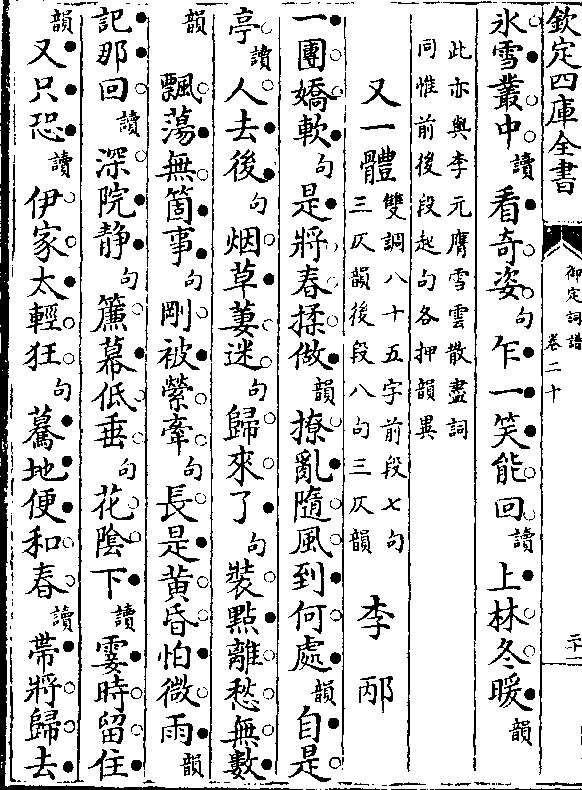 欽定四庫全書
御定詞譜
卷二十
氷雪叢中讀看奇姿句乍一笑能回讀上林冬暖韻
此亦與李元膺雪雲散盡詞
同惟前後段起句各押韻異
又一體
雙調八十五字前段七句
三仄韻後段八句三仄韻
李邴
一團嬌軟句是將春揉做韻撩亂隨風到何處韻自是
亭讀人去後句烟草萋迷句歸來了句裝點離愁無數
韻飄蕩無箇事句剛被縈牽句長是黄昏怕微雨韻
記那回讀深院静句簾幕低垂句花陰下讀霎時留住
韻又只恐讀伊家太輕狂句驀地便和春讀帶將歸去